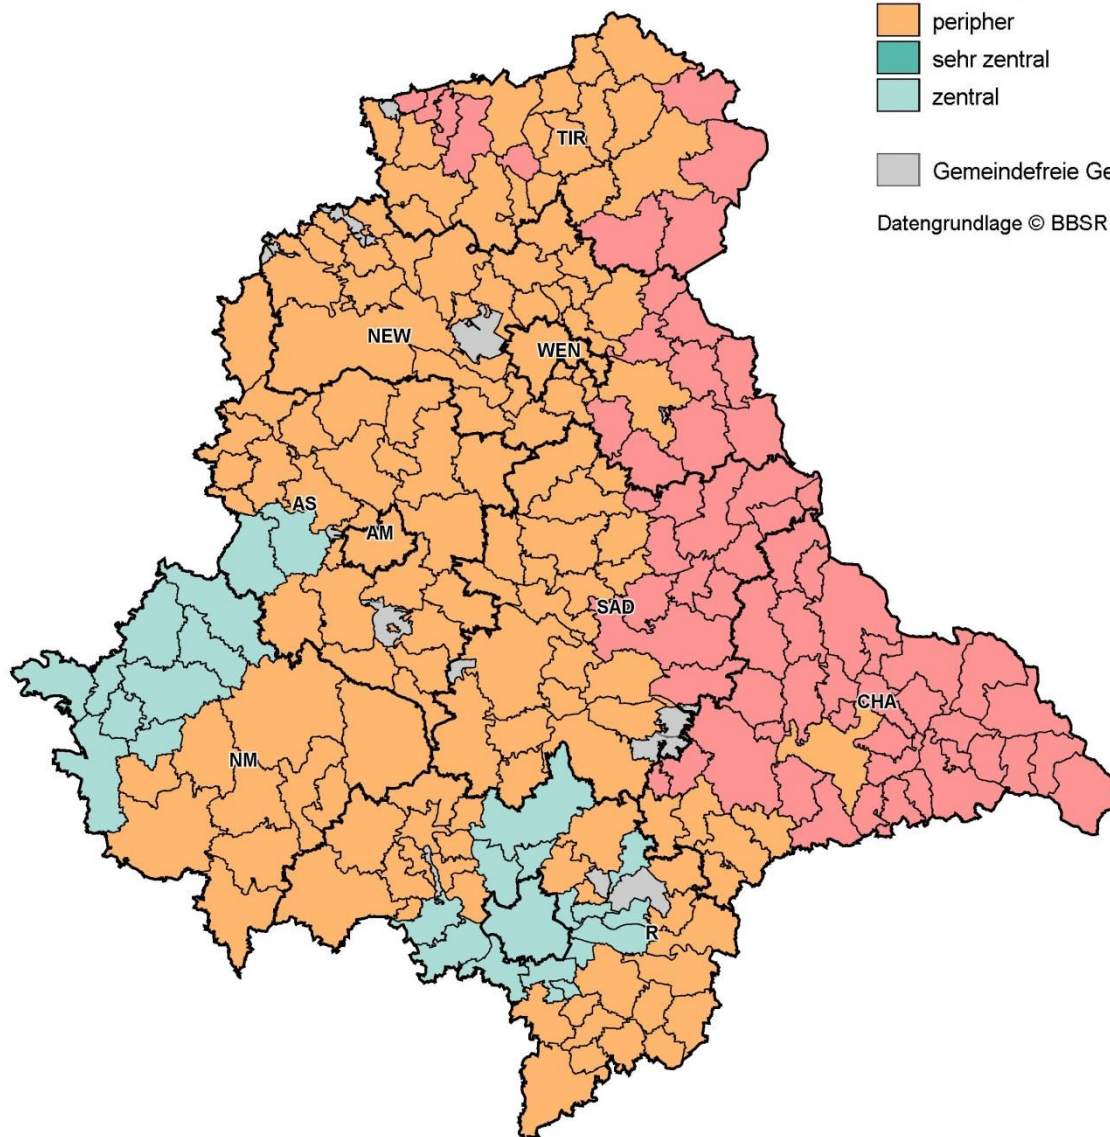 peripher
sehr zentral
zentral
Gemeindefreie Ge
Datengrundlage © BBSR
TIR
NEW
WEN
AS
AM
SAD
CHA
NM
R